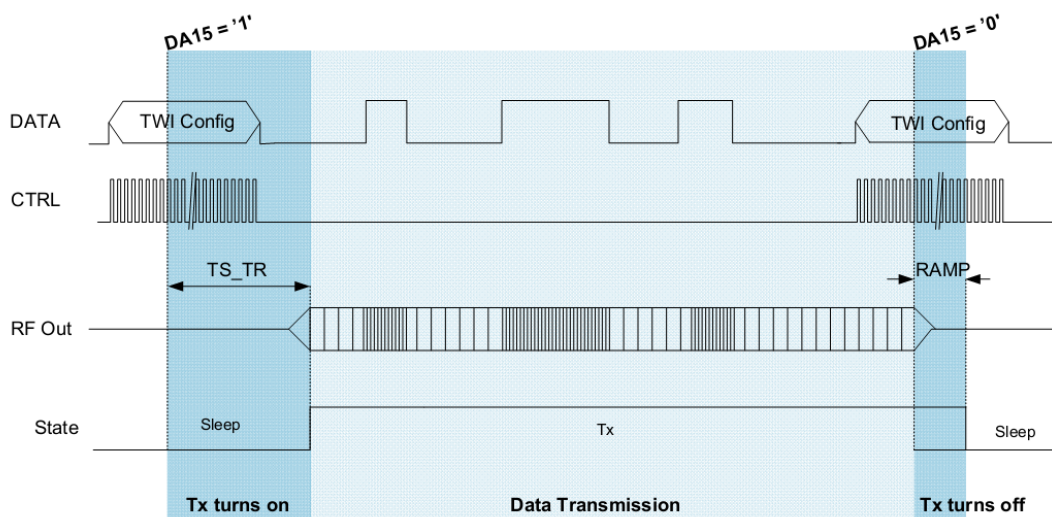 DA15 = '1'
DA15 = '0'
DATA
TWI Config
TWI Config
CTRL
TS_TR
RAMP
RF Out
State
Sleep
Tx
Sleep
Tx turns on
Data Transmission
Tx turns off